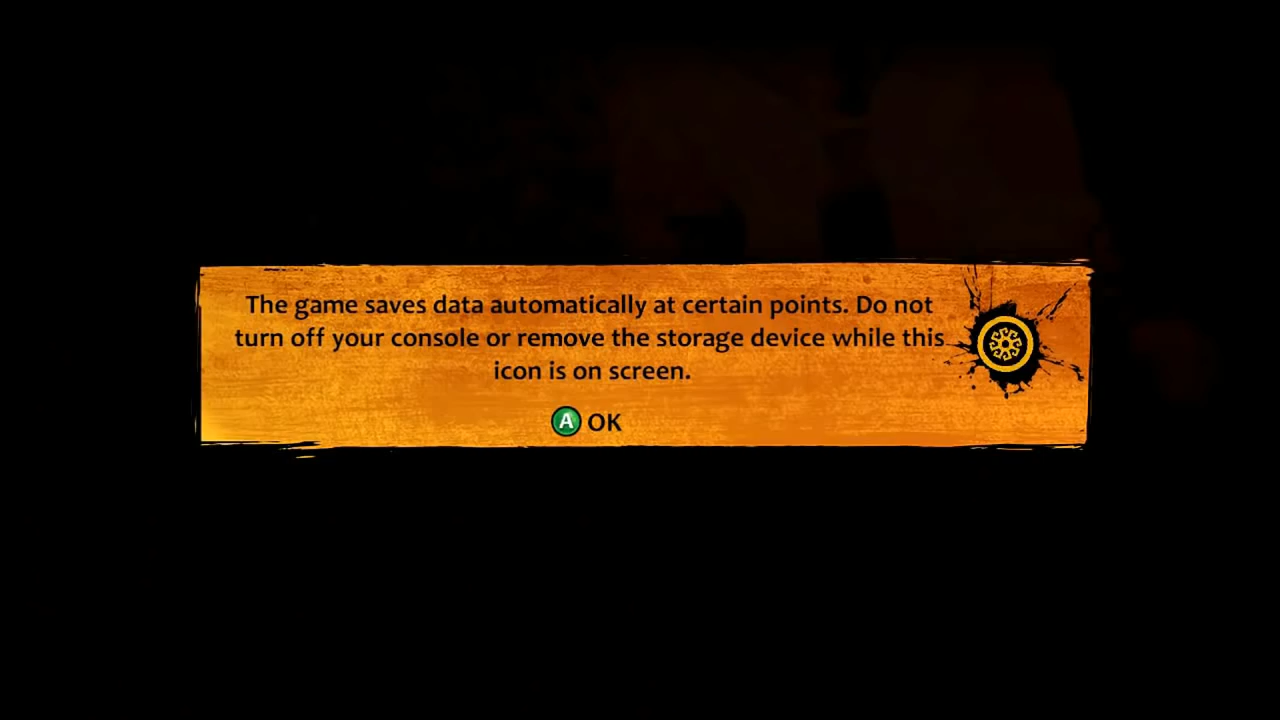 The game saves data automatically at certain points. Do not
turn off your console or remove the storage device while this
icon is on screen.
A OK